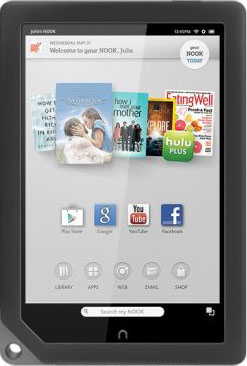 Julie's NOOK
12:45PM
WEDNESDAY, MAY 21
Welcome to your NOOK, Julie
your
NOOK
TODAY
how i
met your
mother
EXPLORE
EatingWell
hulu
PLUS
Play Store
Google
YouTube
Facebook
LIBRARY
APPS
WEB
EMAIL
SHOP
Search my NOOK